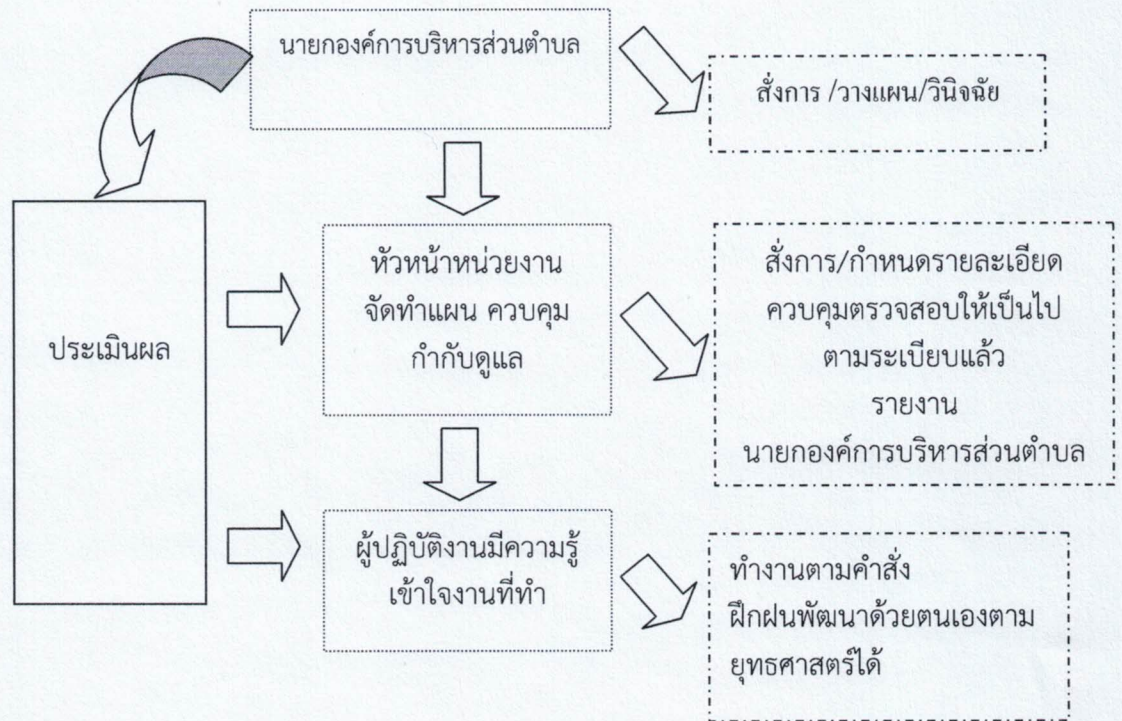 นายกองค์การบริหารส่วนตำบล
สั่งการ /วางแผน/วินิจฉัย
ประเมินผล
หัวหน้าหน่วยงาน
จัดทำแผน ควบคุม
กำกับดูแล
สั่งการ/กำหนดรายละเอียด
ควบคุมตรวจสอบให้เป็นไป
ตามระเบียบแล้ว
รายงาน
นายกองค์การบริหารส่วนตำบล
ผู้ปฏิบัติงานมีความรู้
เข้าใจงานที่ทำ
ทำงานตามคำสั่ง
ฝึกฝนพัฒนาด้วยตนเองตาม
ยุทธศาสตร์ได้